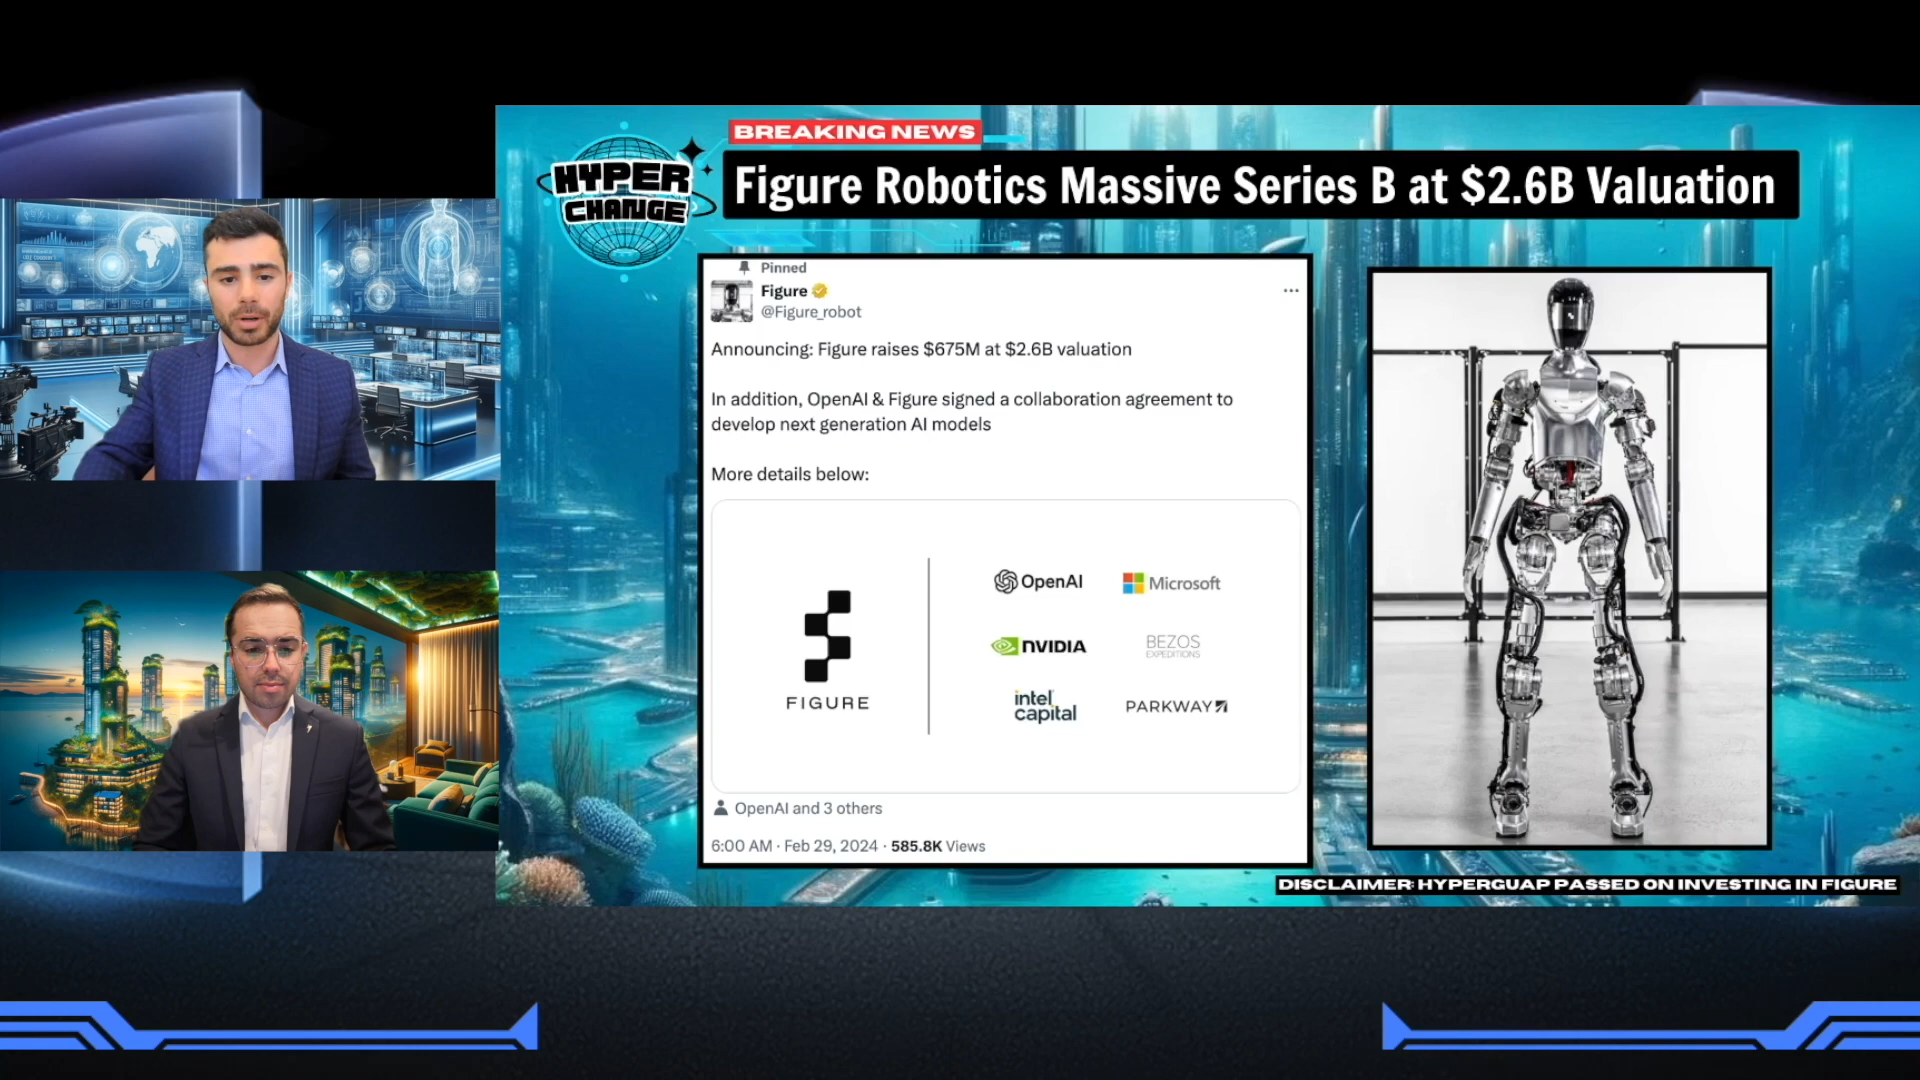 BREAKING NEWS
HYPER
CHANGE
Figure Robotics Massive Series B at $2.6B Valuation
Pinned
Figure
@Figure_robot
Announcing: Figure raises $675M at $2.6B valuation
In addition, OpenAI & Figure signed a collaboration agreement to
develop next generation AI models
More details below:
FIGURE
OpenAI
Microsoft
NVIDIA
BEZOS
EXPEDITIONS
intel
capital
PARKWAY
OpenAI and 3 others
6:00 AM · Feb 29, 2024 · 585.8K Views
DISCLAIMER: HYPERGUAP PASSED ON INVESTING IN FIGURE